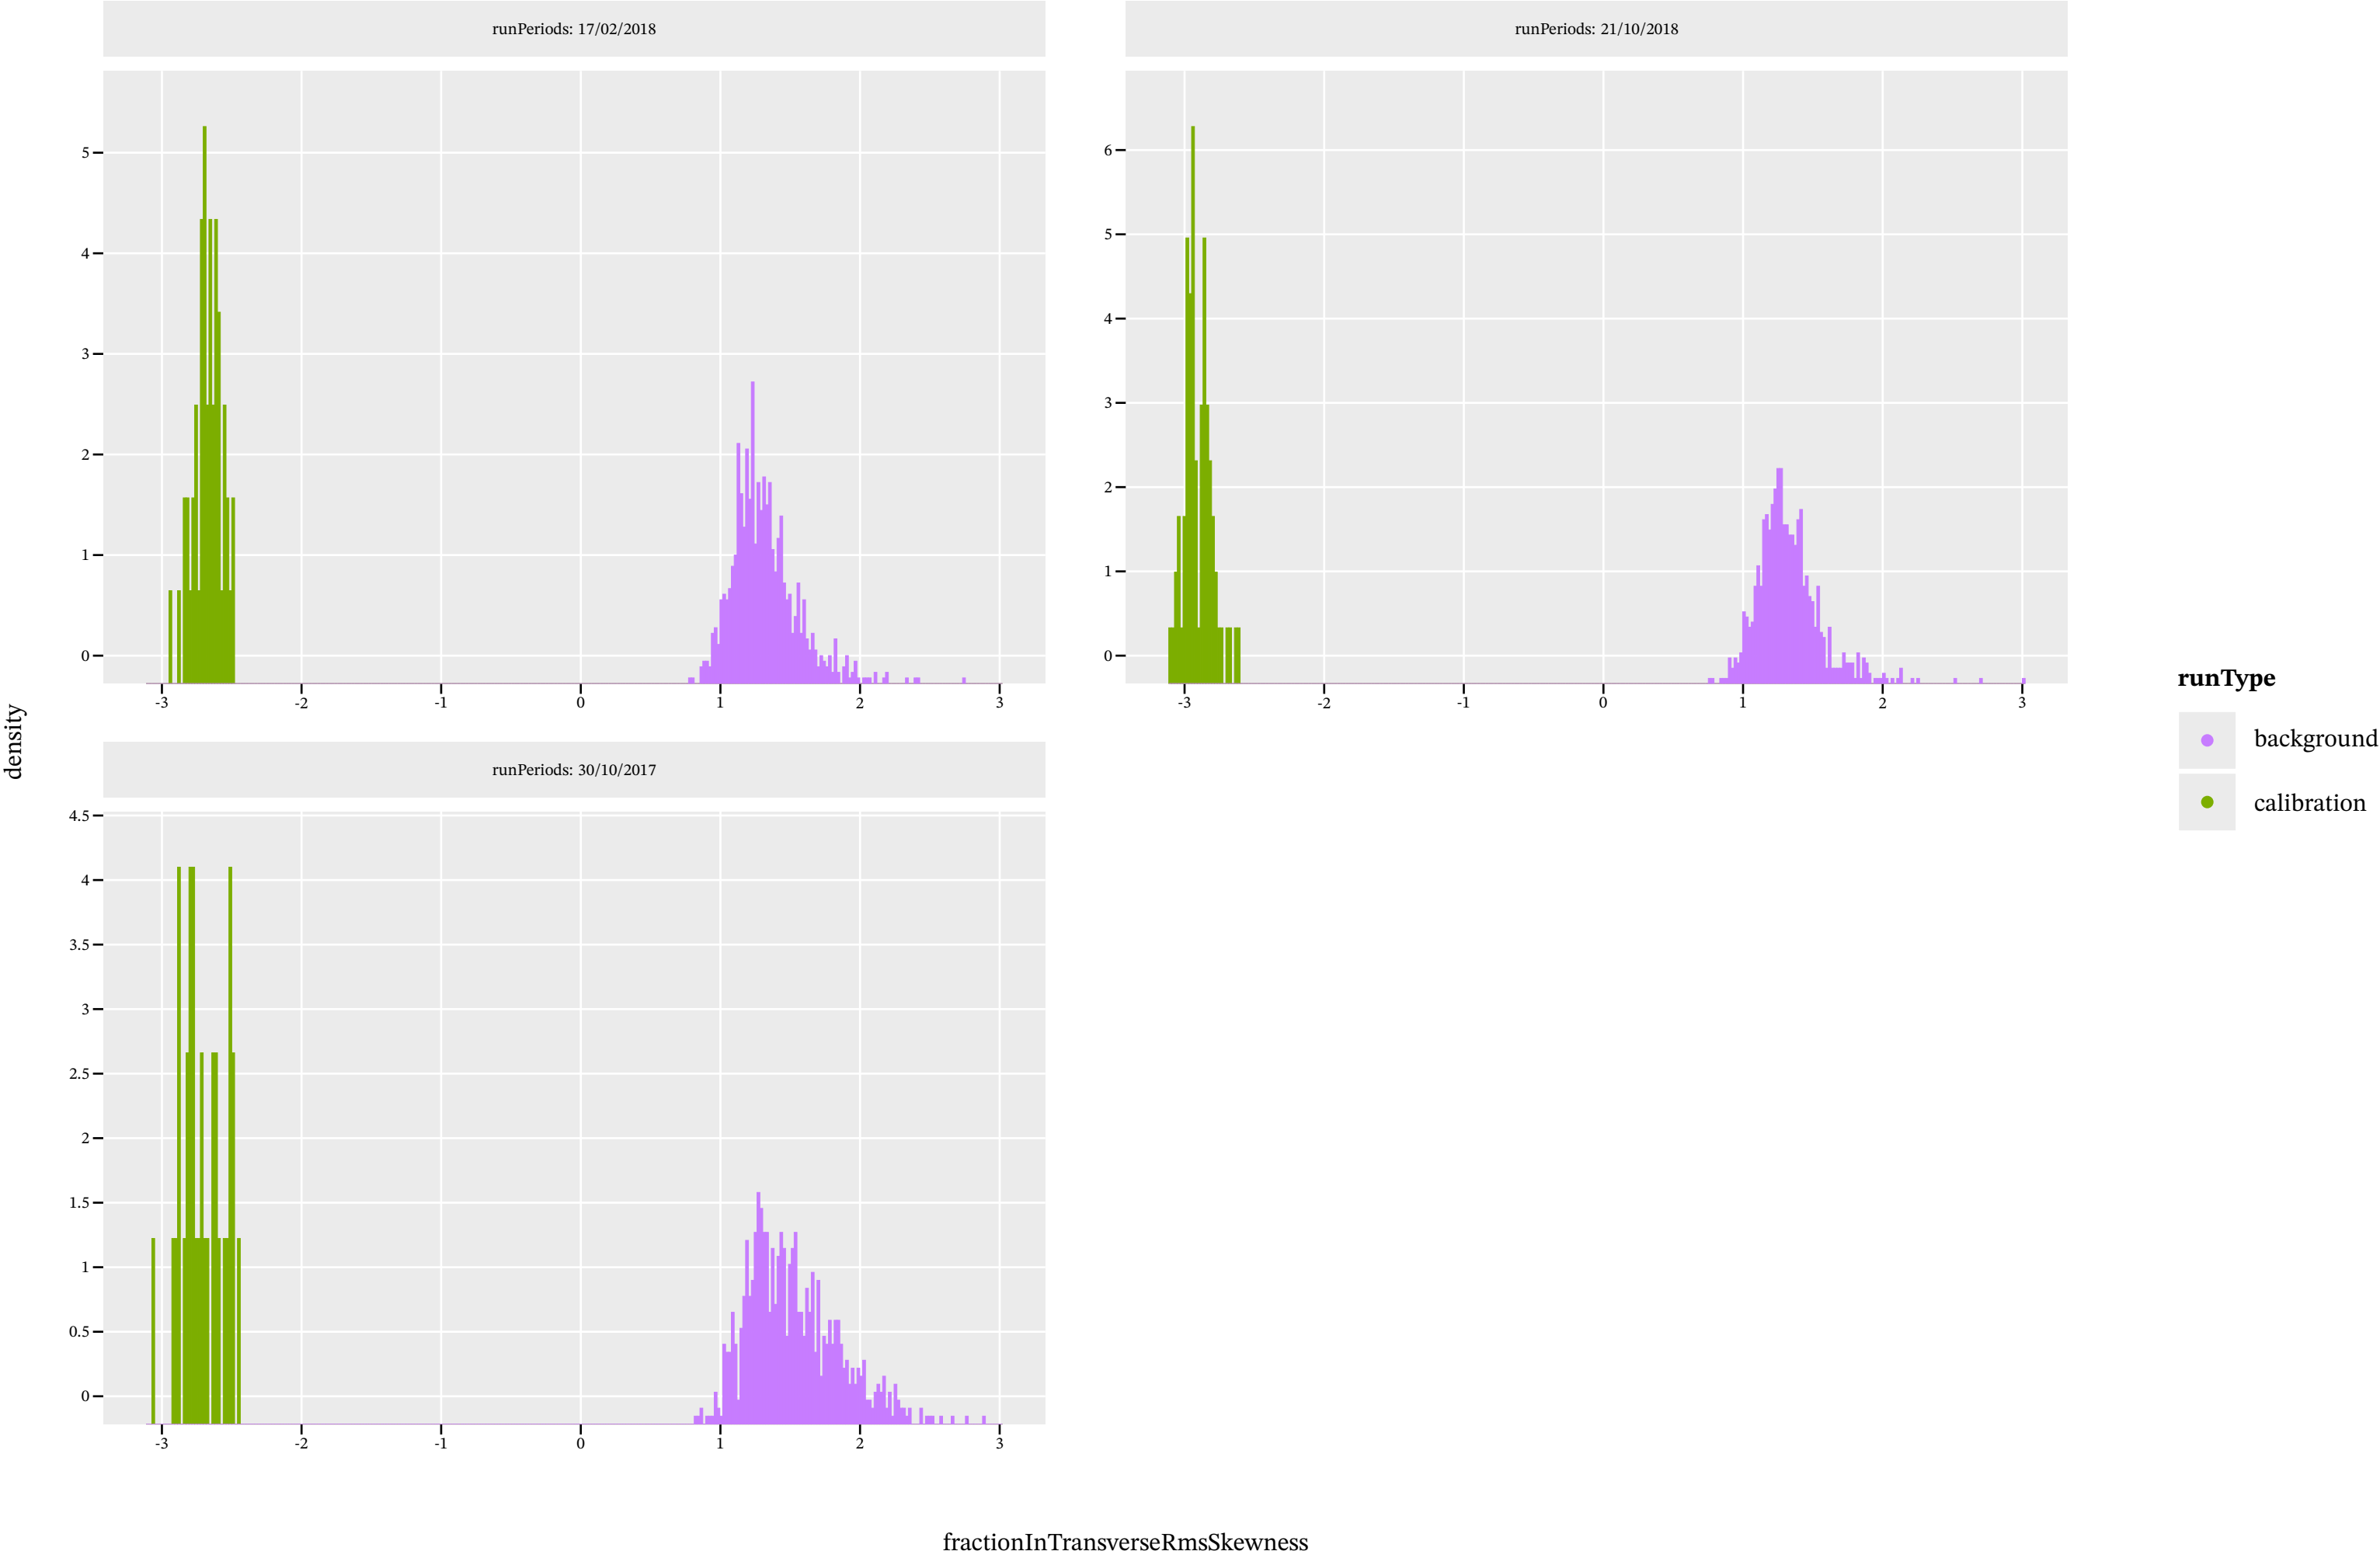 runPeriods: 17/02/2018
5
4
3
2
1
0
-3 -2 -1 0 1 2 3
runPeriods: 21/10/2018
6
5
4
3
2
1
0
-3 -2 -1 0 1 2 3
runPeriods: 30/10/2017
4.5
4
3.5
3
2.5
2
1.5
1
0.5
0
-3 -2 -1 0 1 2 3
density
fractionInTransverseRmsSkewness
runType
background
calibration